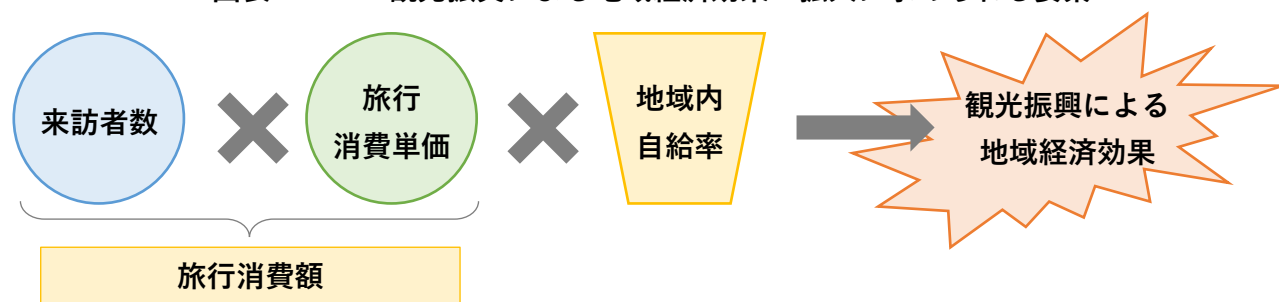 来訪者数
旅行
消費単価
地域内
自給率
観光振興による
地域経済効果
旅行消費額